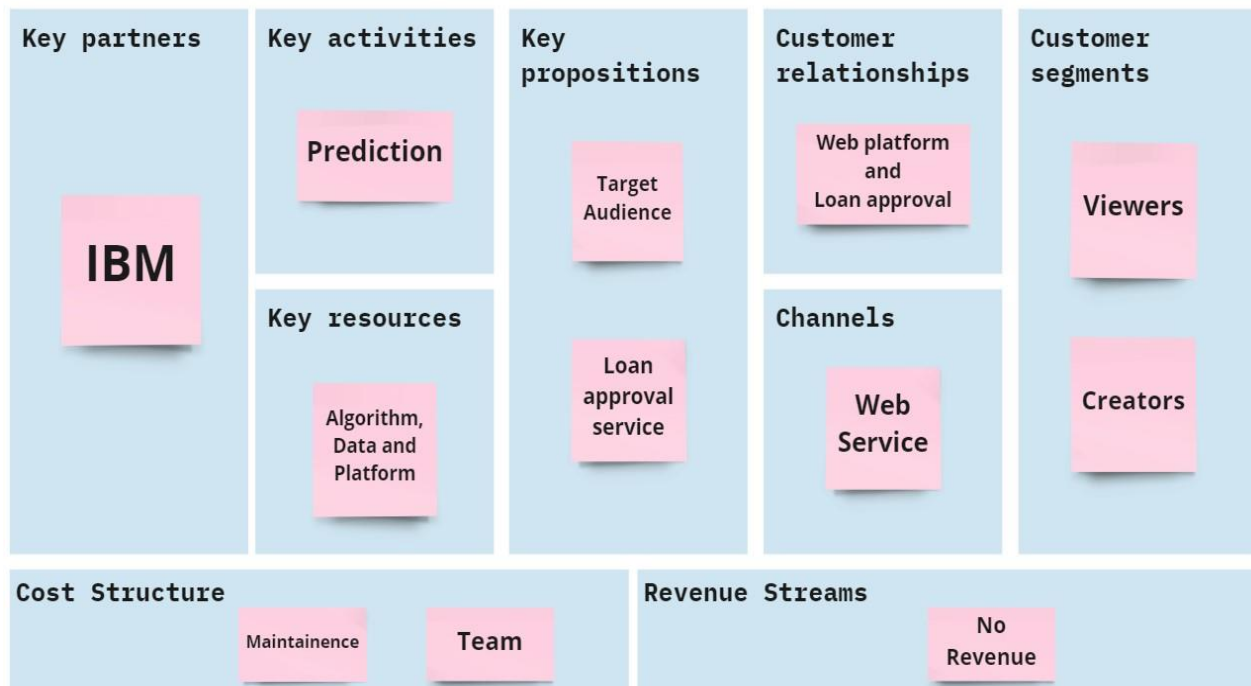 Key partners
IBM
Key activities
Prediction
Key resources
Algorithm,
Data and
Platform
Key
propositions
Target
Audience
Loan
approval
service
Customer
relationships
Web platform
and
Loan approval
Channels
Web
Service
Customer
segments
Viewers
Creators
Cost Structure
Maintainence
Team
Revenue Streams
No
Revenue